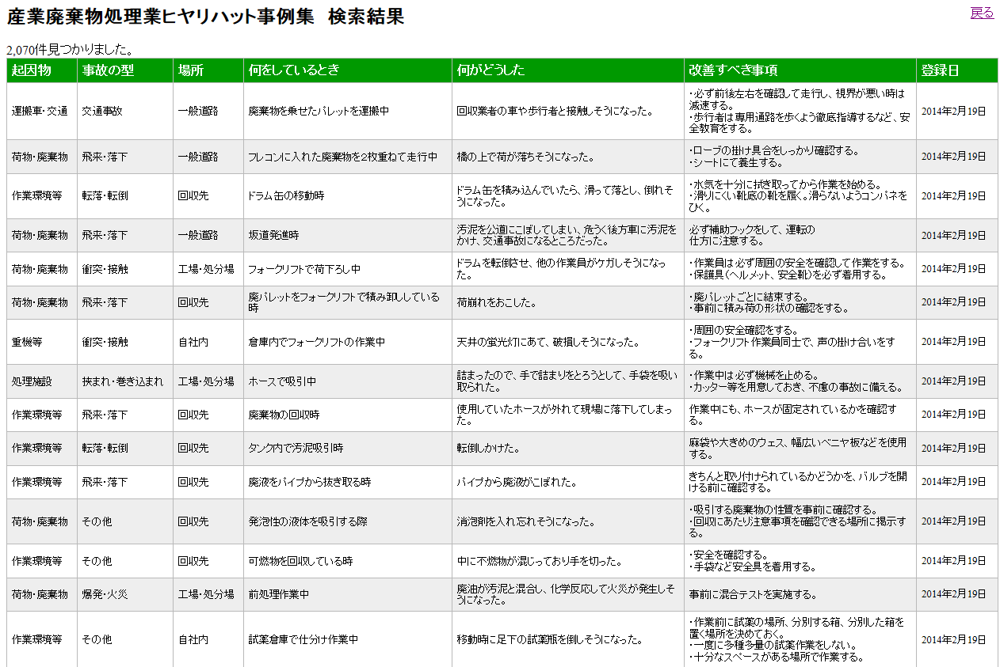 産業廃棄物処理業ヒヤリハット事例集　検索結果
戻る
2,070件見つかりました。
起因物 事故の型 場所 何をしているとき 何がどうした 改善すべき事項 登録日
運搬車・交通 交通事故 一般道路 廃棄物を乗せたパレットを運搬中 回収業者の車や歩行者と接触しそうになった。
・必ず前後左右を確認して走行し、視界が悪い時は
減速する。
・歩行者は専用通路を歩くよう徹底指導するなど、安
全教育をする。
2014年2月19日
荷物・廃棄物 飛来・落下 一般道路 フレコンに入れた廃棄物を2枚重ねて走行中 橋の上で荷が落ちそうになった。
・ロープの掛け具合をしっかり確認する。
・シートにて養生する。
2014年2月19日
作業環境等 転落・転倒 回収先 ドラム缶の移動時
ドラム缶を積み込んでいたら、滑って落とし、倒れそ
うになった。
・水気を十分に拭き取ってから作業を始める。
・滑りにくい靴底の靴を履く。滑らないようコンパネを
ひく。
2014年2月19日
荷物・廃棄物 飛来・落下 一般道路 坂道発進時
汚泥を公道にこぼしてしまい、危うく後方車に汚泥を
かけ、交通事故になるところだった。
必ず補助フックをして、運転の
仕方に注意する。
2014年2月19日
荷物・廃棄物 衝突・接触 工場・処分場 フォークリフトで荷下ろし中
ドラムを転倒させ、他の作業員がケガしそうになっ
た。
・作業員は必ず周囲の安全を確認して作業をする。
・保護具（ヘルメット、安全靴）を必ず着用する。
2014年2月19日
荷物・廃棄物 飛来・落下 回収先
廃パレットをフォークリフトで積み卸ししている
時
荷崩れをおこした。
・廃パレットごとに結束する。
・事前に積み荷の形状の確認をする。
2014年2月19日
重機等 衝突・接触 自社内 倉庫内でフォークリフトの作業中 天井の蛍光灯にあて、破損しそうになった。
・周囲の安全確認をする。
・フォークリフト作業員同士で、声の掛け合いをす
る。
2014年2月19日
処理施設 挟まれ・巻き込まれ 工場・処分場 ホースで吸引中
詰まったので、手で詰まりをとろうとして、手袋を吸い
取られた。
・作業中は必ず機械を止める。
・カッター等を用意しておき、不慮の事故に備える。
2014年2月19日
作業環境等 飛来・落下 回収先 廃棄物の回収時
使用していたホースが外れて現場に落下してしまっ
た。
作業中にも、ホースが固定されているかを確認す
る。
2014年2月19日
作業環境等 転落・転倒 回収先 タンク内で汚泥吸引時 転倒しかけた。
麻袋や大きめのウェス、幅広いベニヤ板などを使用
する。
2014年2月19日
作業環境等 飛来・落下 回収先 廃液をパイプから抜き取る時 パイプから廃液がこぼれた。
きちんと取り付けられているかどうかを、バルブを開
ける前に確認する。
2014年2月19日
荷物・廃棄物 その他 回収先 発泡性の液体を吸引する際 消泡剤を入れ忘れそうになった。
・吸引する廃棄物の性質を事前に確認する。
・回収にあたり注意事項を確認できる場所に掲示す
る。
2014年2月19日
作業環境等 その他 回収先 可燃物を回収している時 中に不燃物が混じっており手を切った。
・安全を確認する。
・手袋など安全具を着用する。
2014年2月19日
荷物・廃棄物 爆発・火災 工場・処分場 前処理作業中
廃油が汚泥と混合し、化学反応して火災が発生しそ
うになった。
事前に混合テストを実施する。
2014年2月19日
作業環境等 その他 自社内 試薬倉庫で仕分け作業中 移動時に足下の試薬瓶を倒しそうになった。
・作業前に試薬の場所、分別する箱、分別した箱を
置く場所を決めておく。
・一度に多種多量の試薬作業をしない。
・十分なスペースがある場所で作業する。
2014年2月19日